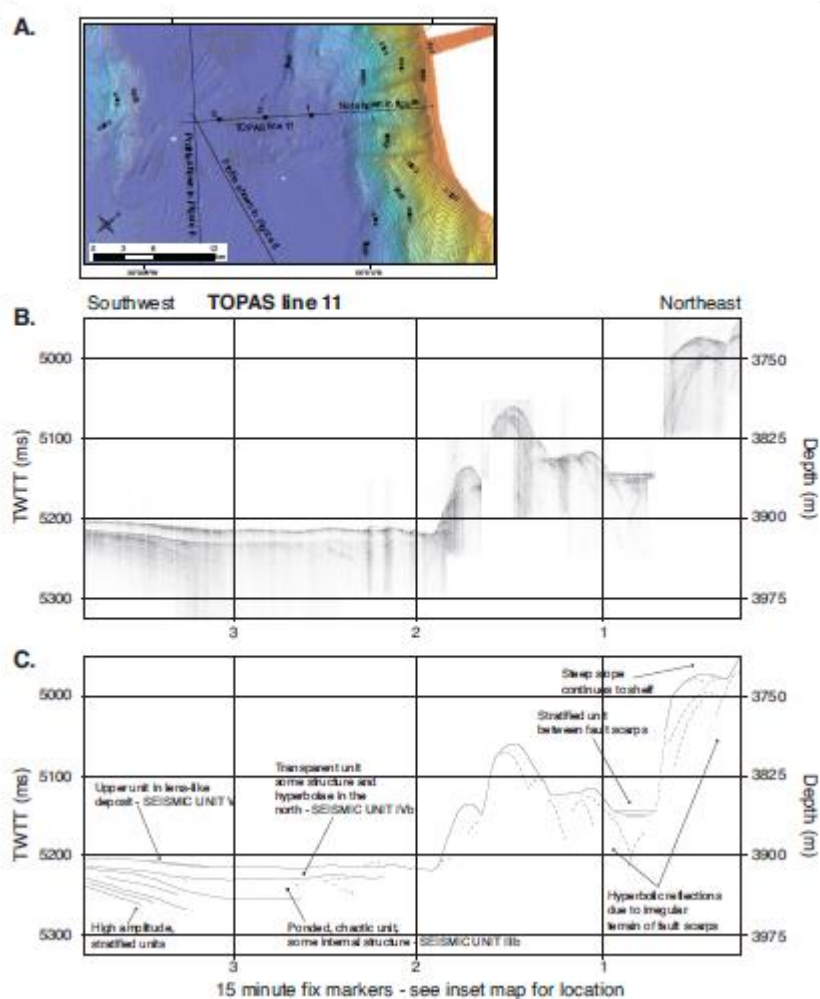 A.
Not shown in figure
TOPAS line 11
B.
Southwest TOPAS line 11 Northeast
5000
5100
5200
5300
TWTT (ms)
3750
3825
3900
3975
Depth (m)
3 2 1
C.
5000
5100
5200
5300
TWTT (ms)
3750
3825
3900
3975
Depth (m)
Steep slope
continues to shelf
Stratified unit
between fault scarps
Transparent unit
some structure and
hyperbolae in the
north - SEISMIC UNIT IVb
Upper unit in lens-like
deposit - SEISMIC UNIT V
High amplitude,
stratified units
Ponded, chaotic unit,
some internal structure - SEISMIC UNIT IIIb
Hyperbolic reflections
due to irregular
terrain of fault scarps
3 2 1
15 minute fix markers - see inset map for location